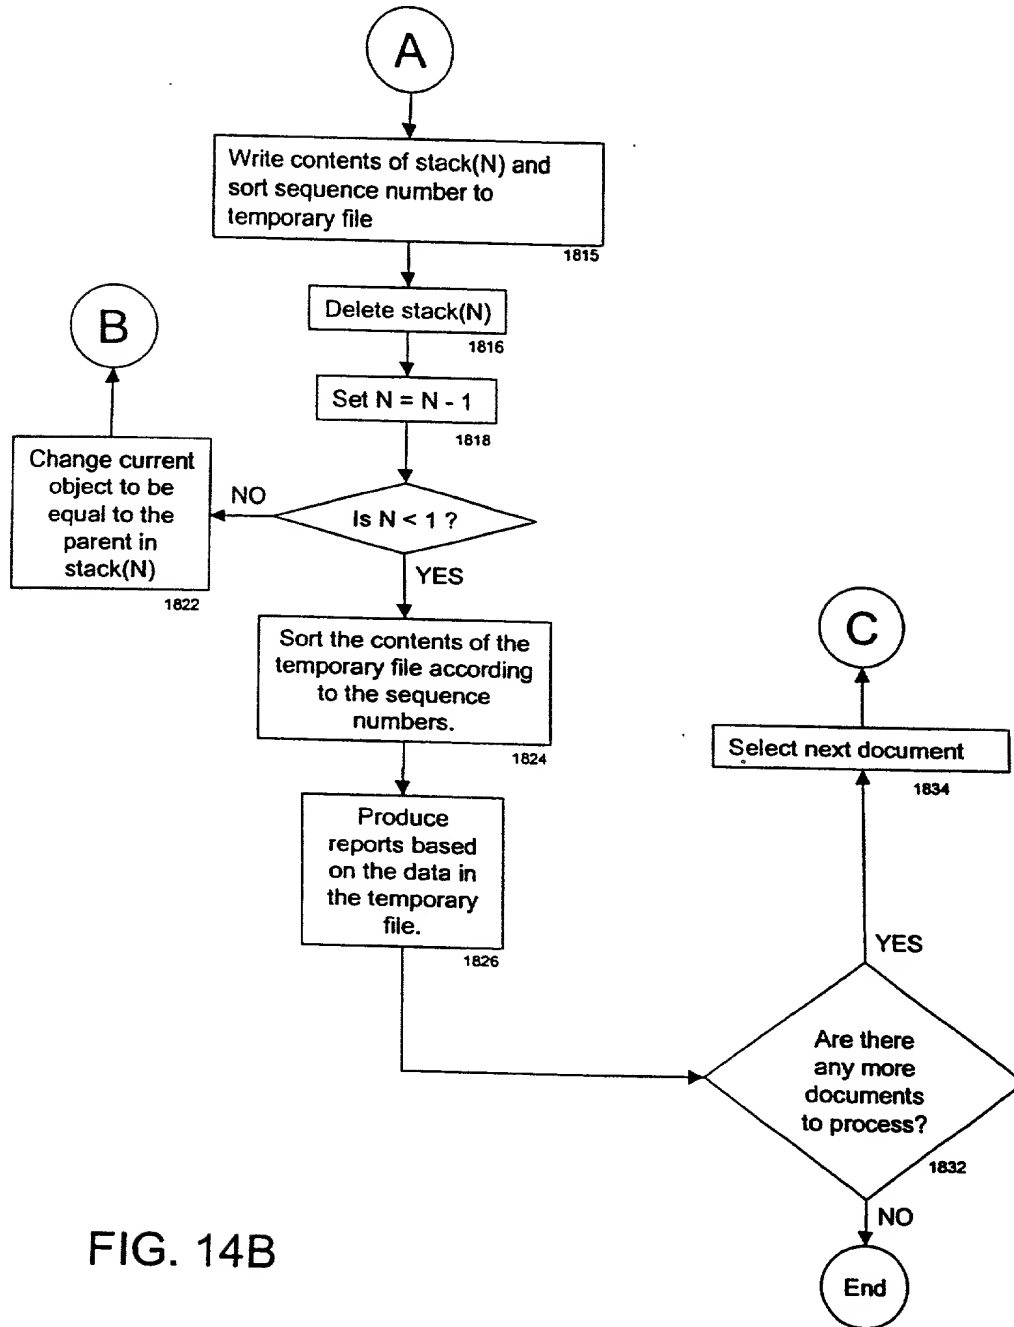 A
Write contents of stack(N) and
sort sequence number to
temporary file
1815
Delete stack(N)
1816
Set N = N - 1
1818
Is N < 1 ?
NO
YES
B
Change current
object to be
equal to the
parent in
stack(N)
1822
Sort the contents of the
temporary file according
to the sequence
numbers.
1824
Produce
reports based
on the data in
the temporary
file.
1826
C
Select next document
1834
YES
Are there
any more
documents
to process?
1832
NO
End
FIG. 14B